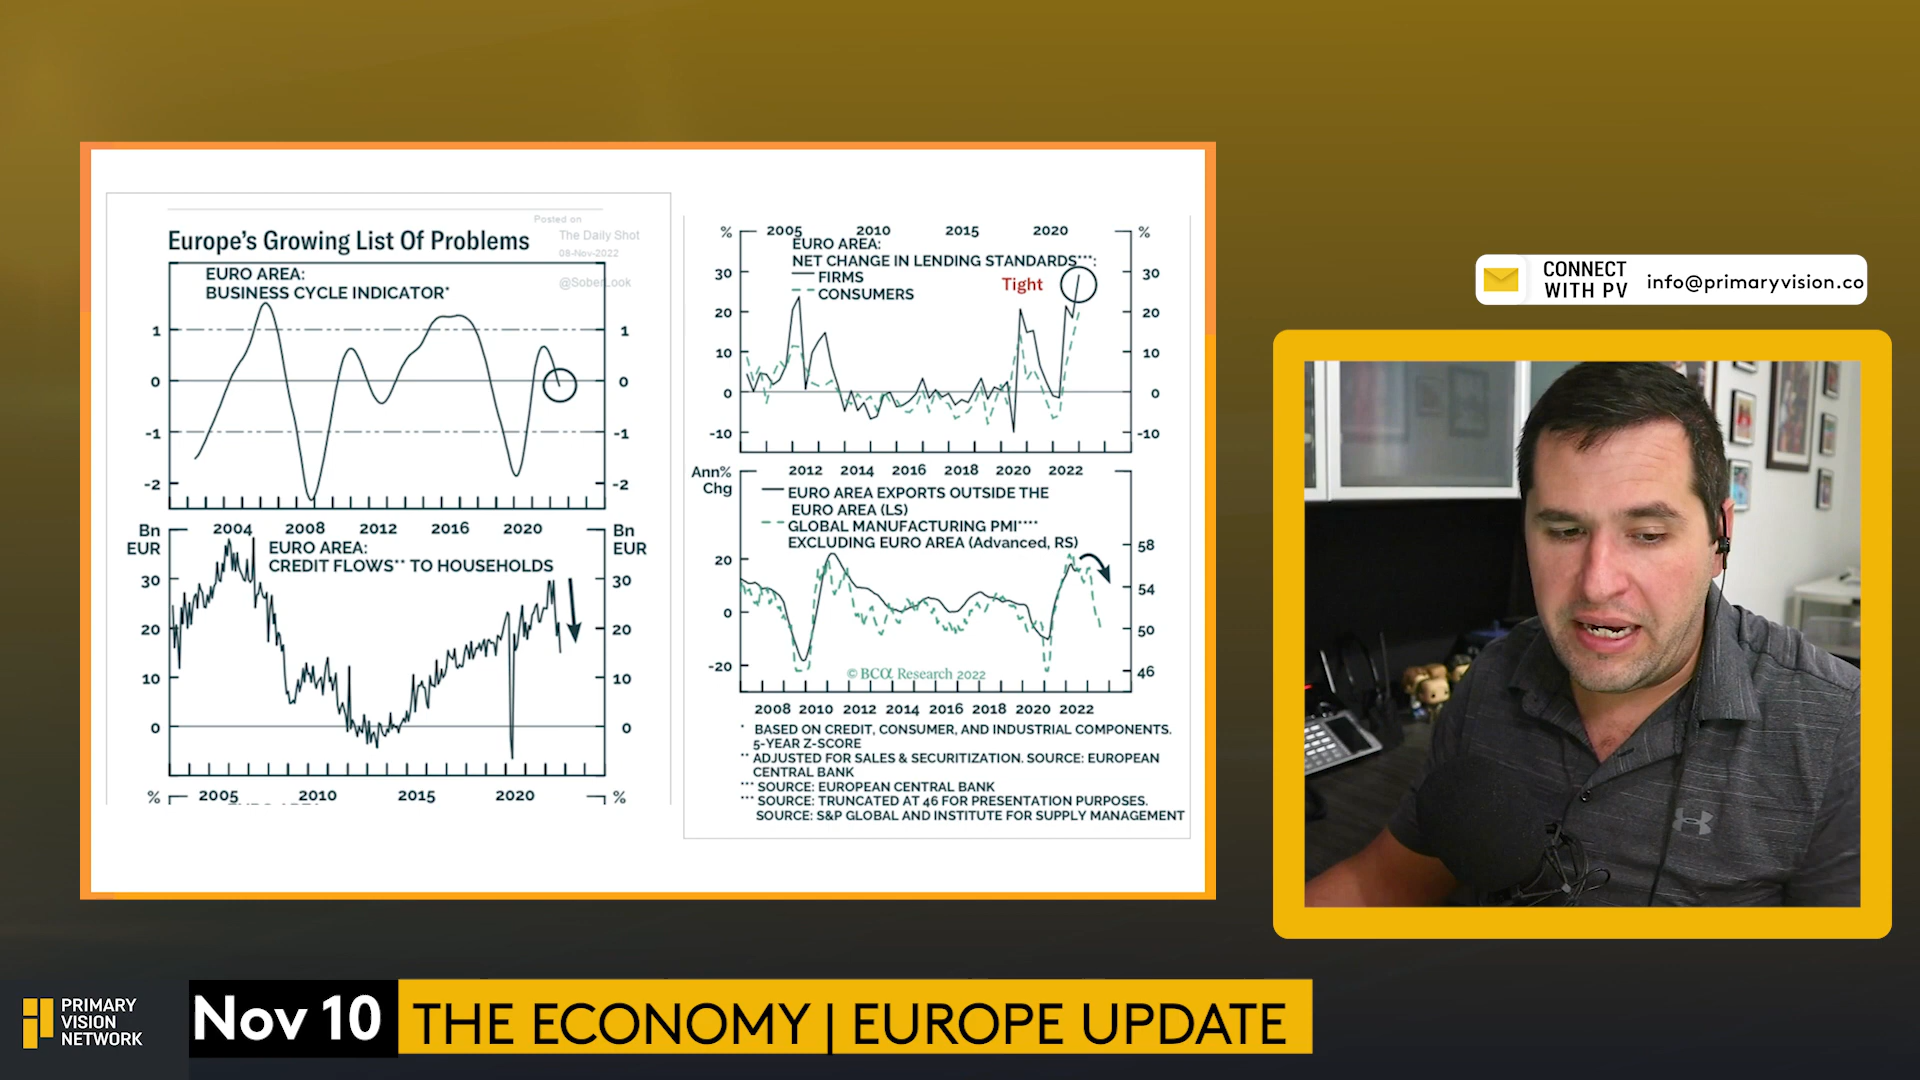 Posted on
The Daily Shot
08-Nov-2022
@SoberLook
Europe's Growing List Of Problems
EURO AREA:
BUSINESS CYCLE INDICATOR*
1 1
0 0
-1 -1
-2 -2
Bn 2004 2008 2012 2016 2020 Bn
EUR EUR
EURO AREA:
CREDIT FLOWS** TO HOUSEHOLDS
30 30
20 20
10 10
0 0
% 2005 2010 2015 2020 %
% 2005 2010 2015 2020 %
EURO AREA:
NET CHANGE IN LENDING STANDARDS***:
FIRMS
CONSUMERS
Tight
30 30
20 20
10 10
0 0
-10 -10
Ann% 2012 2014 2016 2018 2020 2022
Chg
EURO AREA EXPORTS OUTSIDE THE
EURO AREA (LS)
GLOBAL MANUFACTURING PMI****
EXCLUDING EURO AREA (Advanced, RS)
20 58
54
0 50
-20 46
© BCα Research 2022
2008 2010 2012 2014 2016 2018 2020 2022
* BASED ON CREDIT, CONSUMER, AND INDUSTRIAL COMPONENTS.
5-YEAR Z-SCORE
** ADJUSTED FOR SALES & SECURITIZATION. SOURCE: EUROPEAN
CENTRAL BANK
*** SOURCE: EUROPEAN CENTRAL BANK
*** SOURCE: TRUNCATED AT 46 FOR PRESENTATION PURPOSES.
SOURCE: S&P GLOBAL AND INSTITUTE FOR SUPPLY MANAGEMENT
CONNECT
WITH PV
info@primaryvision.co
PRIMARY
VISION
NETWORK
Nov 10
THE ECONOMY | EUROPE UPDATE